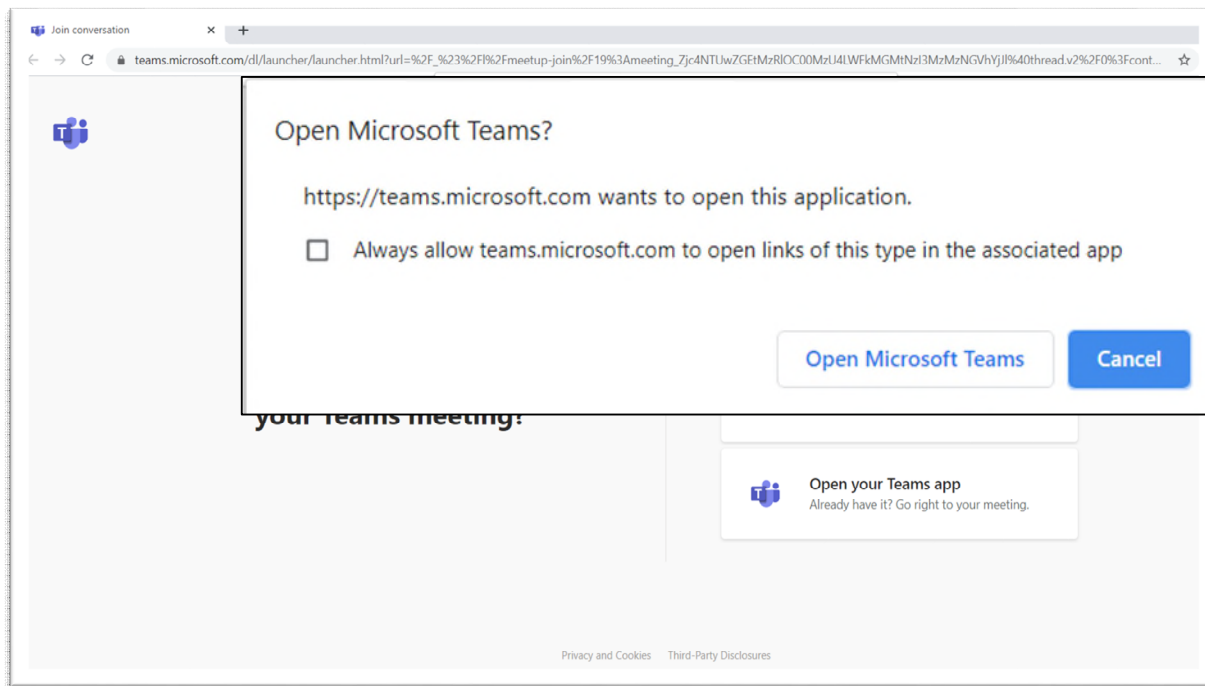 Join conversation
teams.microsoft.com/dl/launcher/launcher.html?url=%2F_%23%2Fl%2Fmeetup-join%2F19%3Ameeting_Zjc4NTUwZGEtMzRlOC00MzU4LWFkMGMtNzI3MzMzNGVhYjJl%40thread.v2%2F0%3Fcont...
Open Microsoft Teams?
https://teams.microsoft.com wants to open this application.
Always allow teams.microsoft.com to open links of this type in the associated app
Open Microsoft Teams
Cancel
your Teams meeting?
Open your Teams app
Already have it? Go right to your meeting.
Privacy and Cookies
Third-Party Disclosures